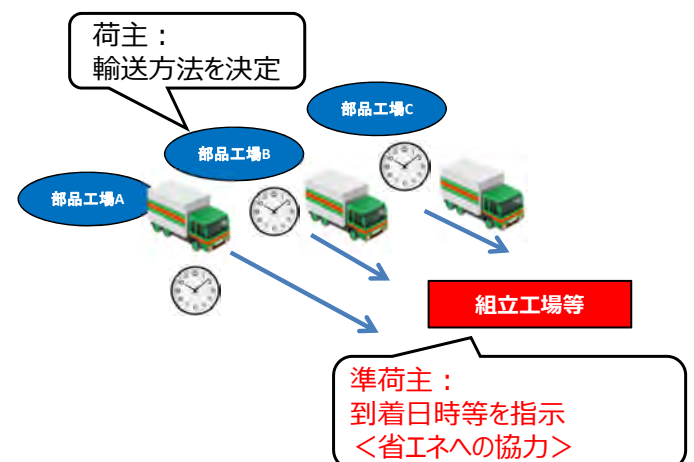 荷主：
輸送方法を決定
部品工場C
部品工場B
部品工場A
組立工場等
準荷主：
到着日時等を指示
＜省エネへの協力＞